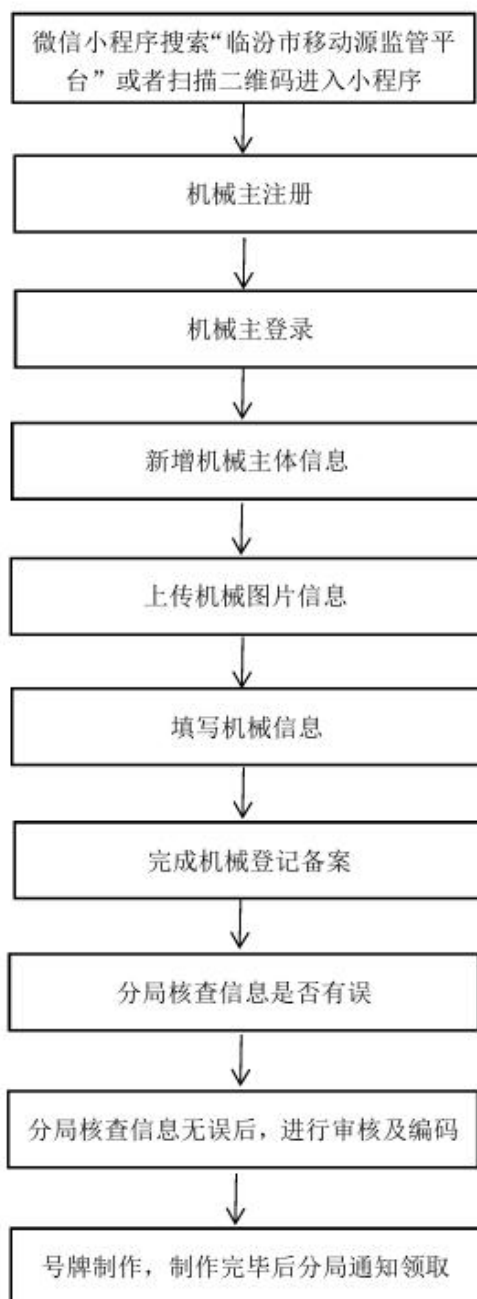 微信小程序搜索“临汾市移动源监管平
台”或者扫描二维码进入小程序
机械主注册
机械主登录
新增机械主体信息
上传机械图片信息
填写机械信息
完成机械登记备案
分局核查信息是否有误
分局核查信息无误后，进行审核及编码
号牌制作，制作完毕后分局通知领取